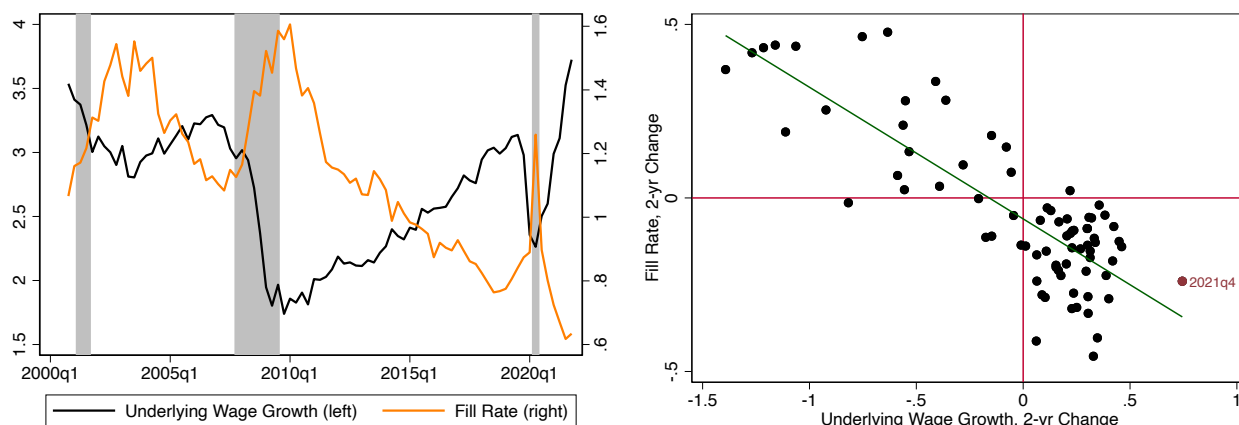 4
3.5
3
2.5
2
1.5
1.6
1.4
1.2
1
.8
.6
2000q1 2005q1 2010q1 2015q1 2020q1
Underlying Wage Growth (left) Fill Rate (right)
Fill Rate, 2-yr Change
.5
0
-.5
2021q4
-1.5 -1 -.5 0 .5 1
Underlying Wage Growth, 2-yr Change